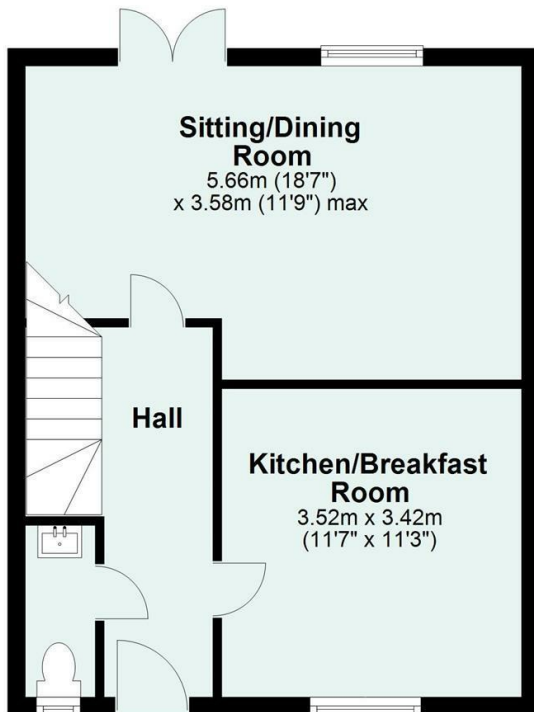 Sitting/Dining
Room
5.66m (18'7")
x 3.58m (11'9") max
Hall
Kitchen/Breakfast
Room
3.52m x 3.42m
(11'7" x 11'3")